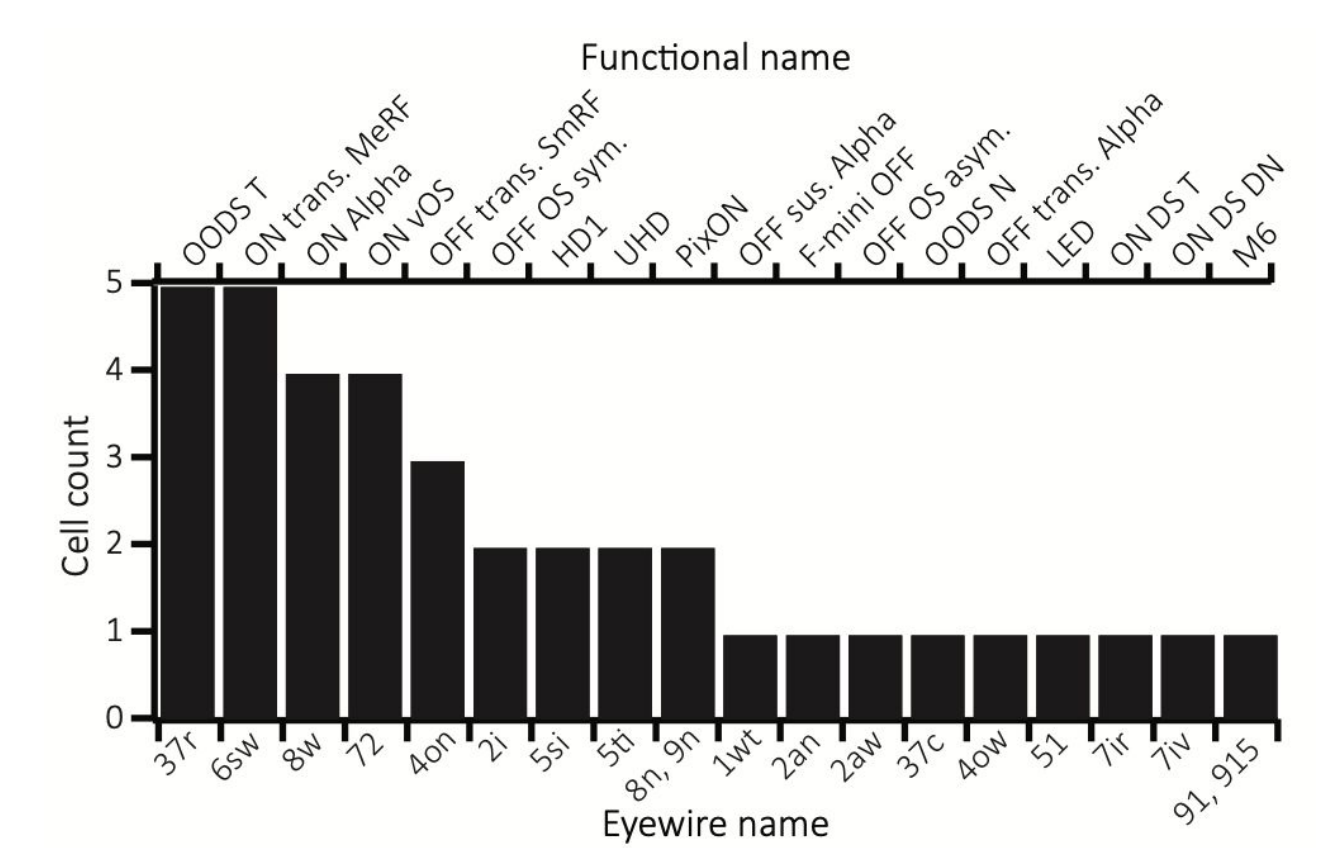 Functional name
OODS T
ON trans. MeRF
ON Alpha
ON vOS
OFF trans. SmRF
OFF OS sym.
HD1
UHD
PixON
OFF sus. Alpha
F-mini OFF
OFF OS asym.
OODS N
OFF trans. Alpha
LED
ON DS T
ON DS DN
M6
Cell count
5
4
3
2
1
0
37r
6sw
8w
72
4on
2i
5si
5ti
8n, 9n
1wt
2an
2aw
37c
4ow
51
7ir
7iv
91, 915
Eyewire name